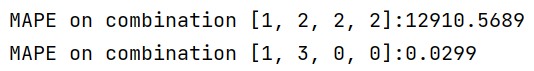 MAPE on combination [1, 2, 2, 2]:12910.5689
MAPE on combination [1, 3, 0, 0]:0.0299